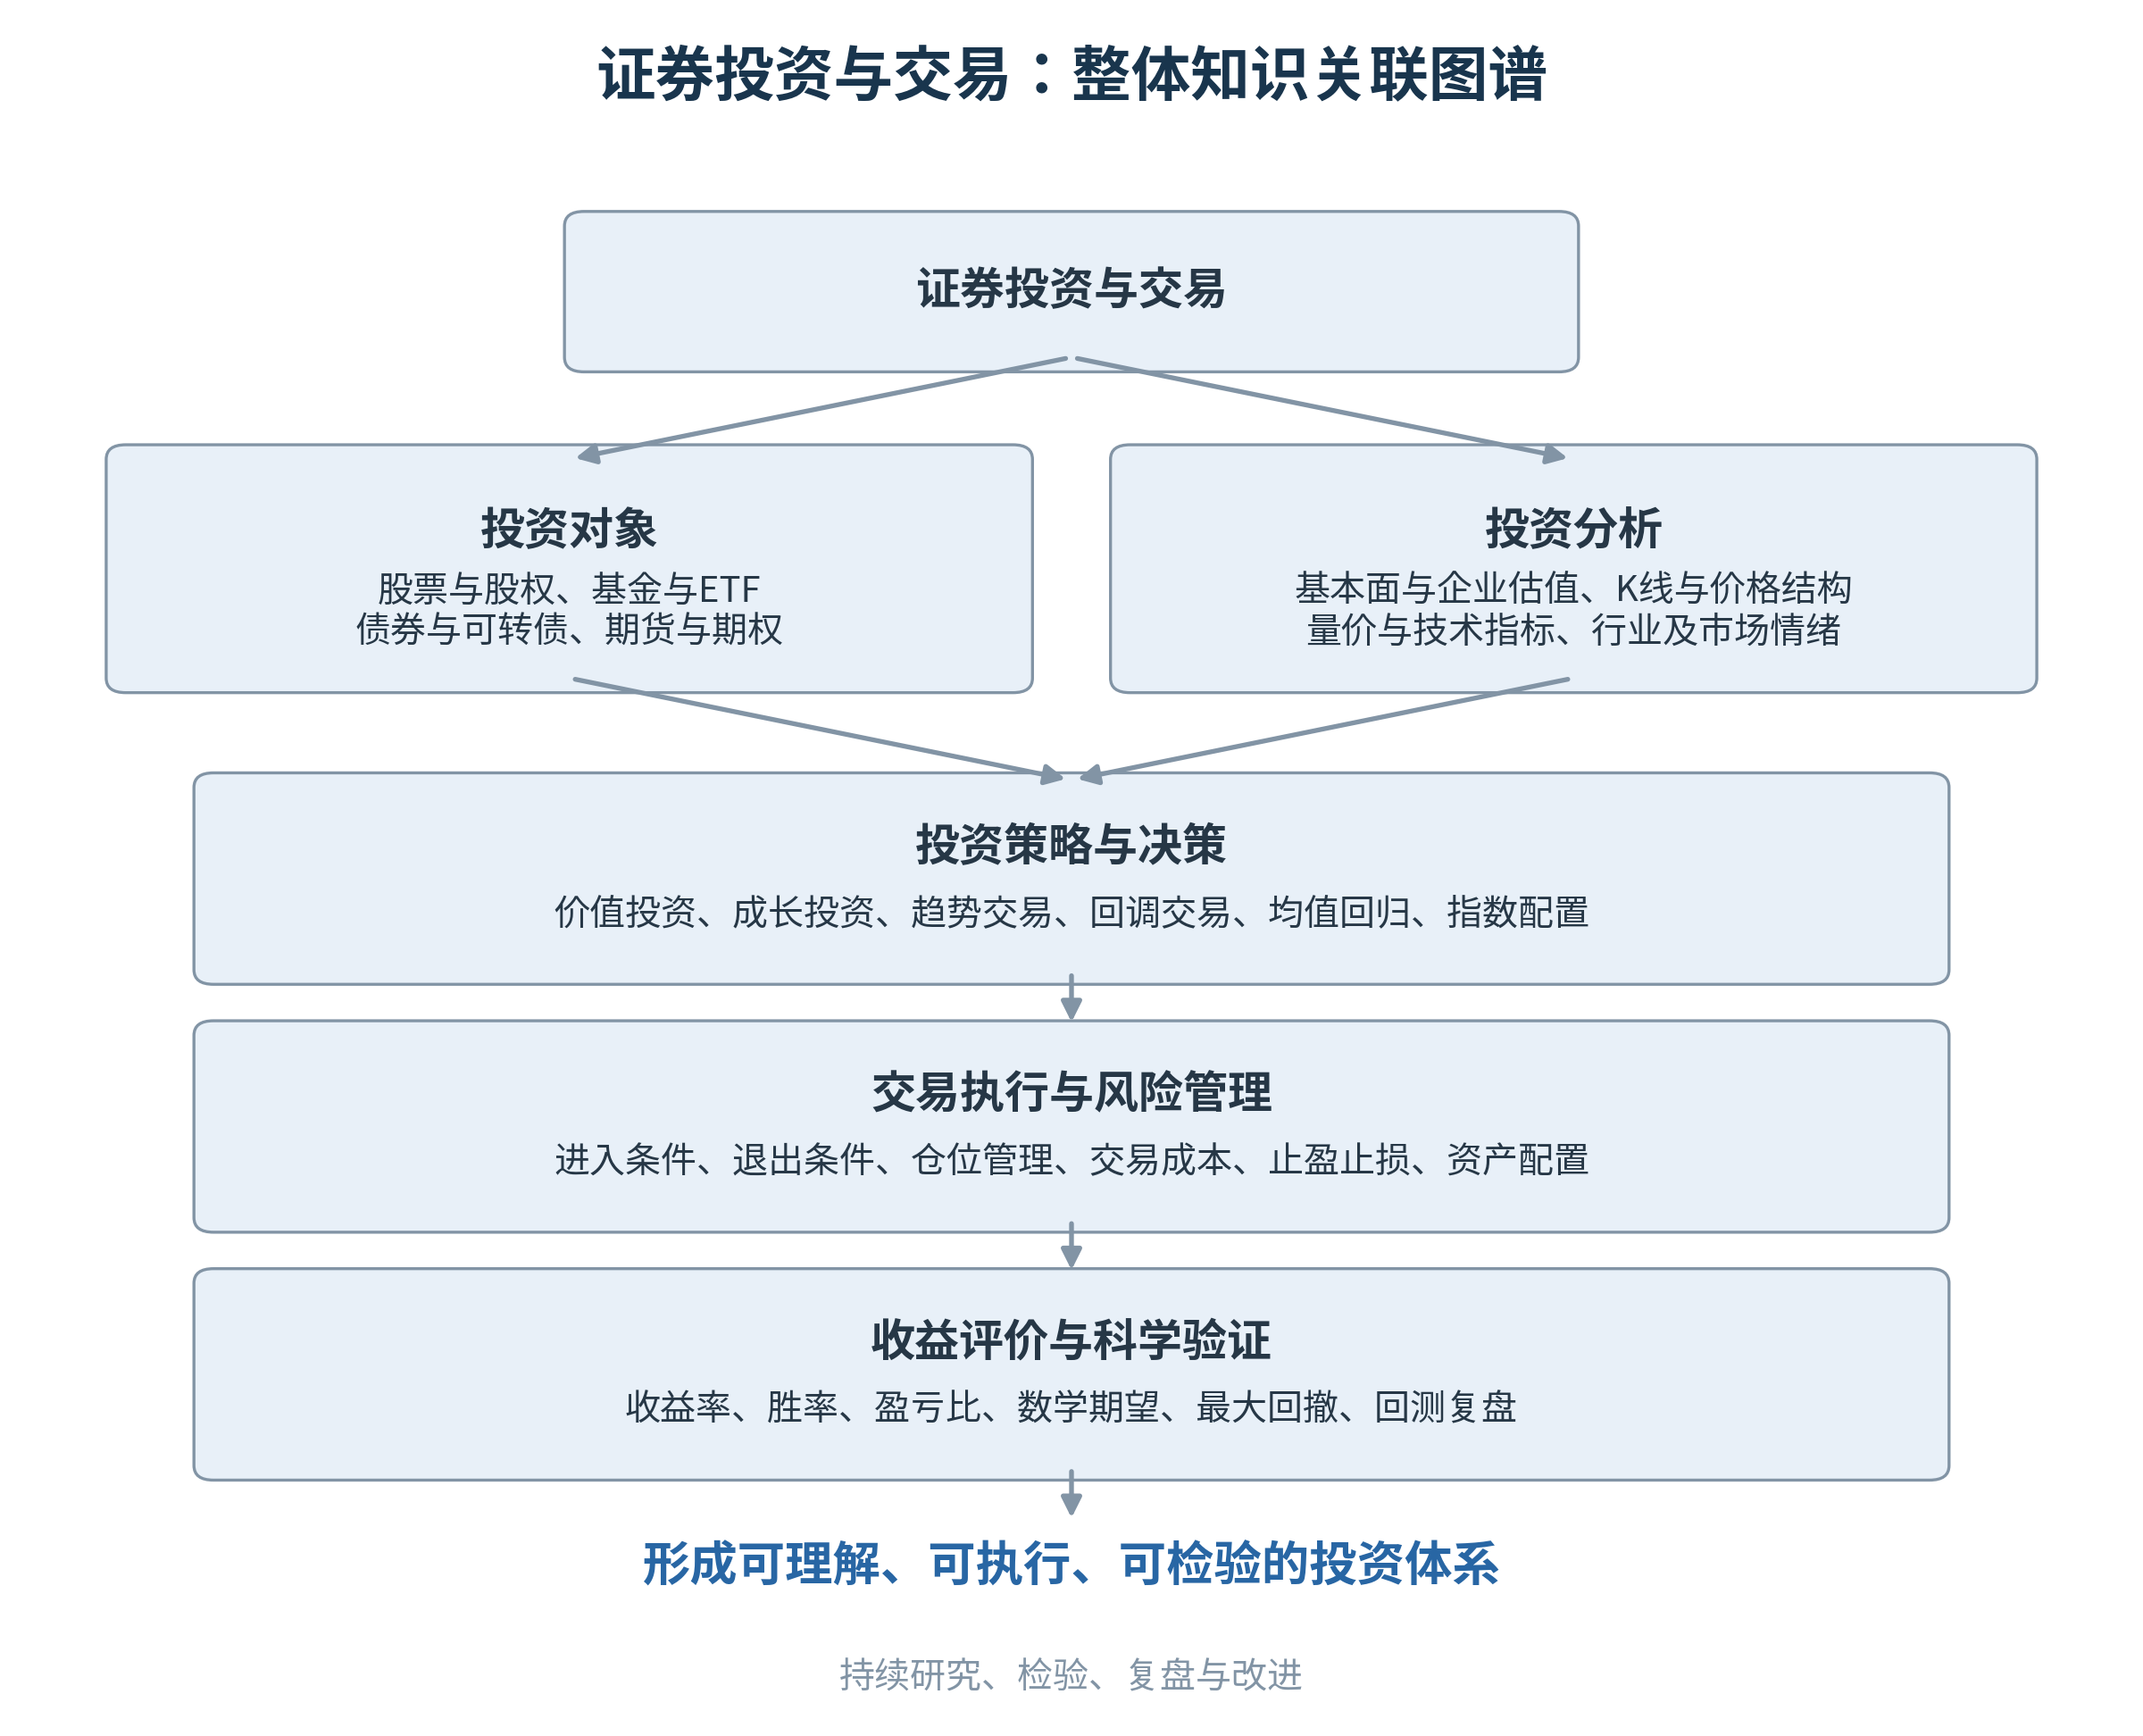 证券投资与交易：整体知识关联图谱
证券投资与交易
投资对象
股票与股权、基金与ETF
债券与可转债、期货与期权
投资分析
基本面与企业估值、K线与价格结构
量价与技术指标、行业及市场情绪
投资策略与决策
价值投资、成长投资、趋势交易、回调交易、均值回归、指数配置
交易执行与风险管理
进入条件、退出条件、仓位管理、交易成本、止盈止损、资产配置
收益评价与科学验证
收益率、胜率、盈亏比、数学期望、最大回撤、回测复盘
形成可理解、可执行、可检验的投资体系
持续研究、检验、复盘与改进